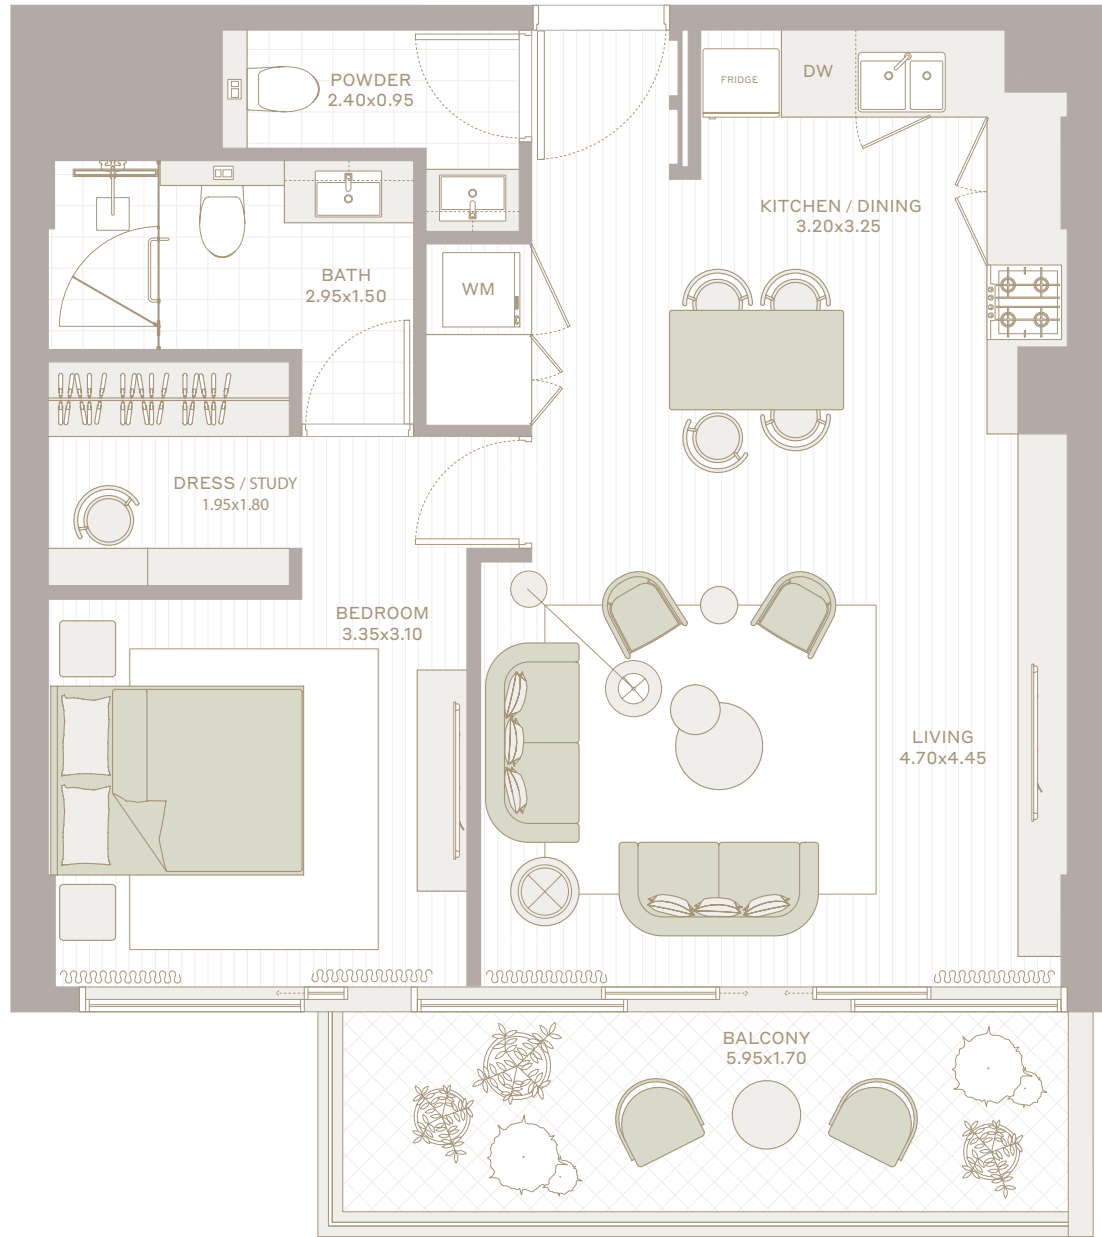 POWDER
2.40x0.95
FRIDGE
DW
KITCHEN / DINING
3.20x3.25
BATH
2.95x1.50
WM
DRESS / STUDY
1.95x1.80
BEDROOM
3.35x3.10
LIVING
4.70x4.45
BALCONY
5.95x1.70